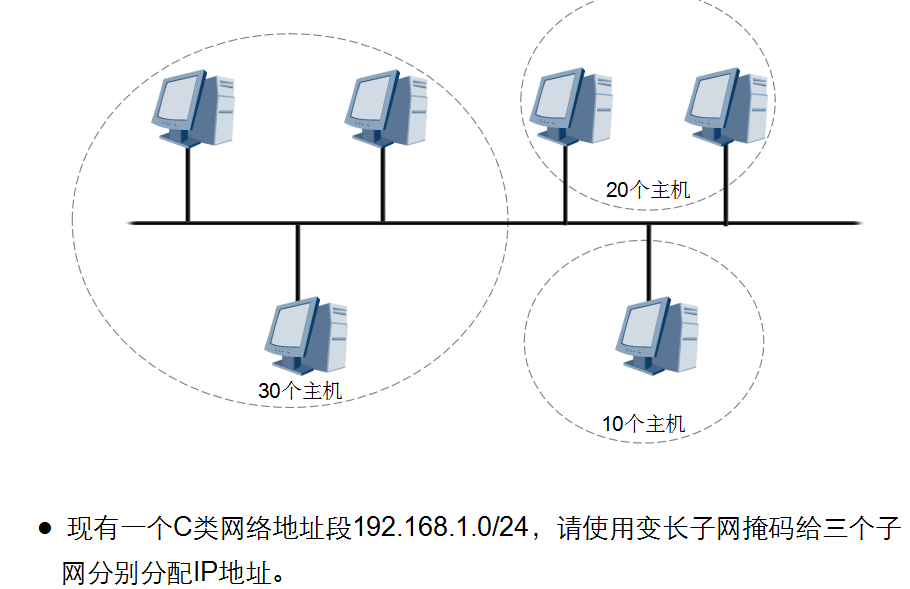 20个主机
30个主机
10个主机
● 现有一个C类网络地址段192.168.1.0/24，请使用变长子网掩码给三个子
网分别分配IP地址。